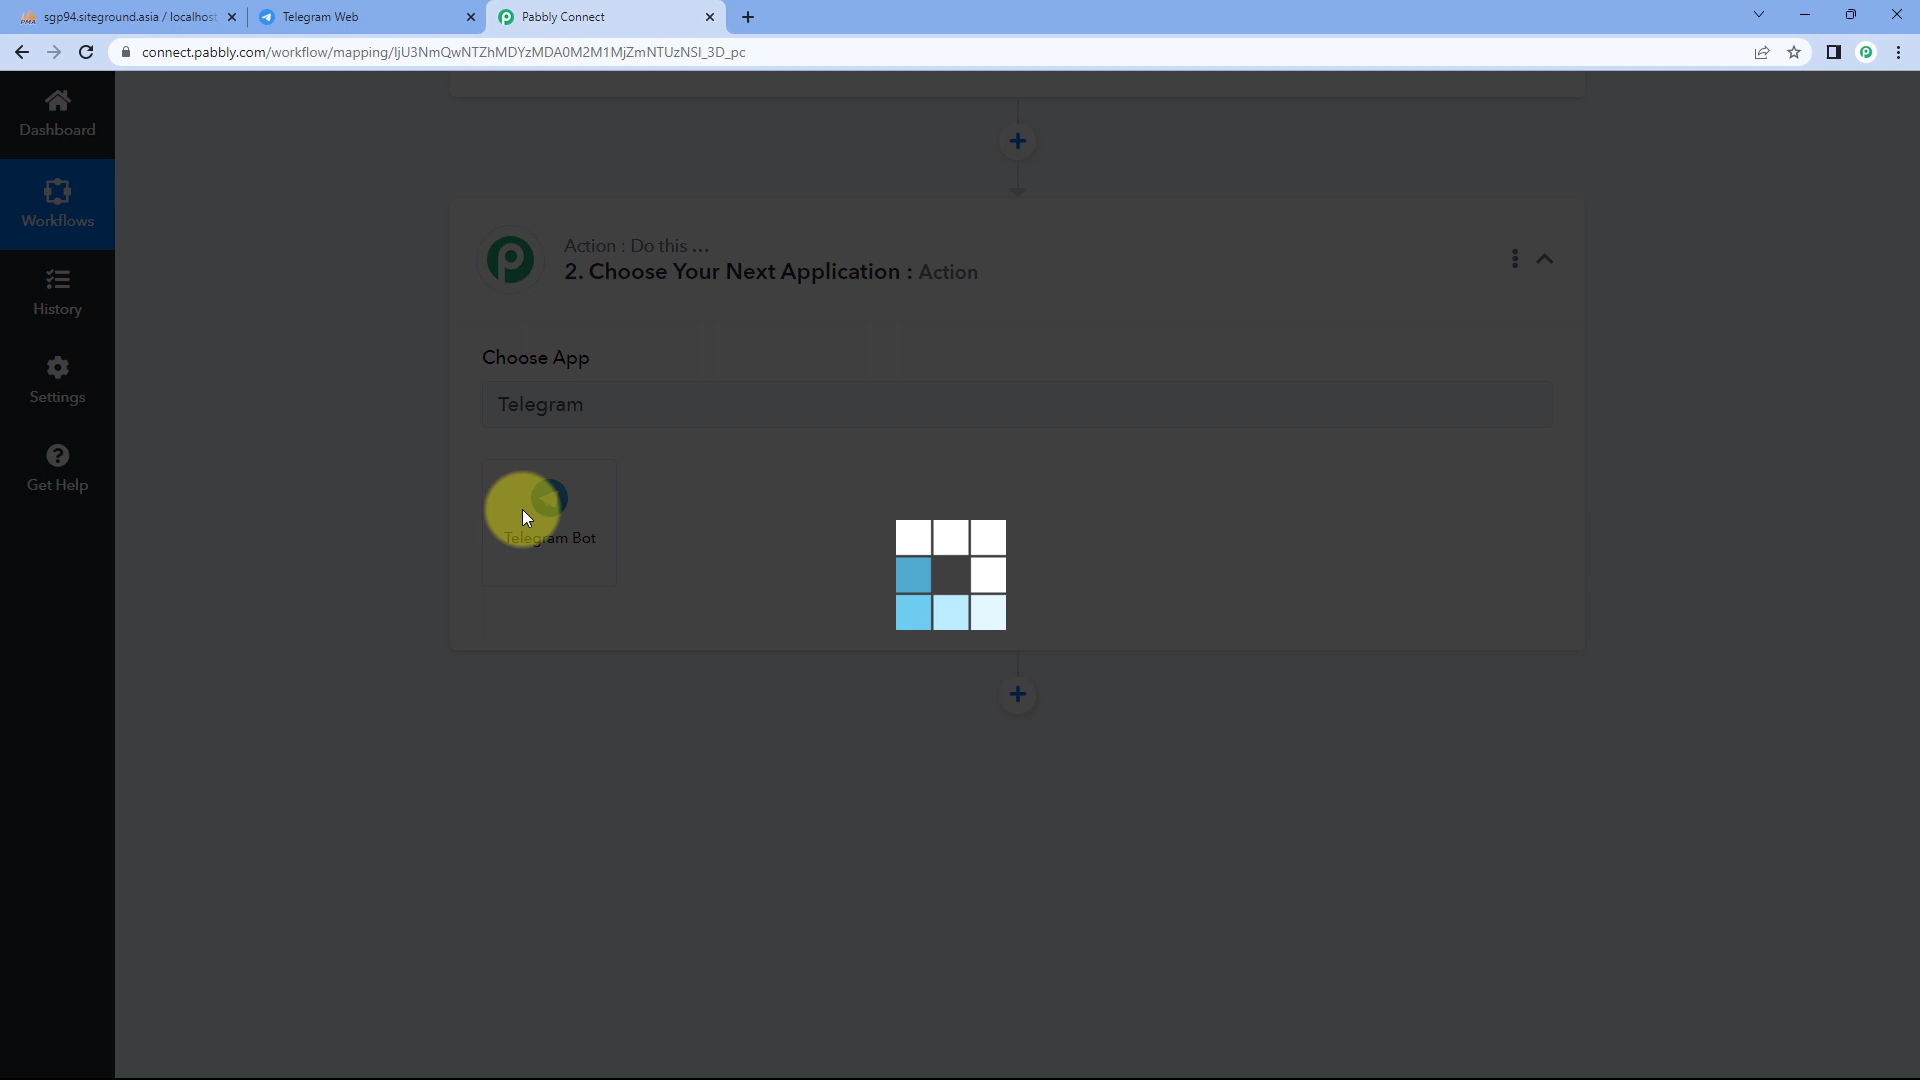 sgp94.siteground.asia / localhost
Telegram Web
Pabbly Connect
connect.pabbly.com/workflow/mapping/IjU3NmQwNTZhMDYzMDA0M2M1MjZmNTUzNSI_3D_pc
Dashboard
Workflows
History
Settings
Get Help
Action : Do this ...
2. Choose Your Next Application : Action
Choose App
Telegram
Telegram Bot